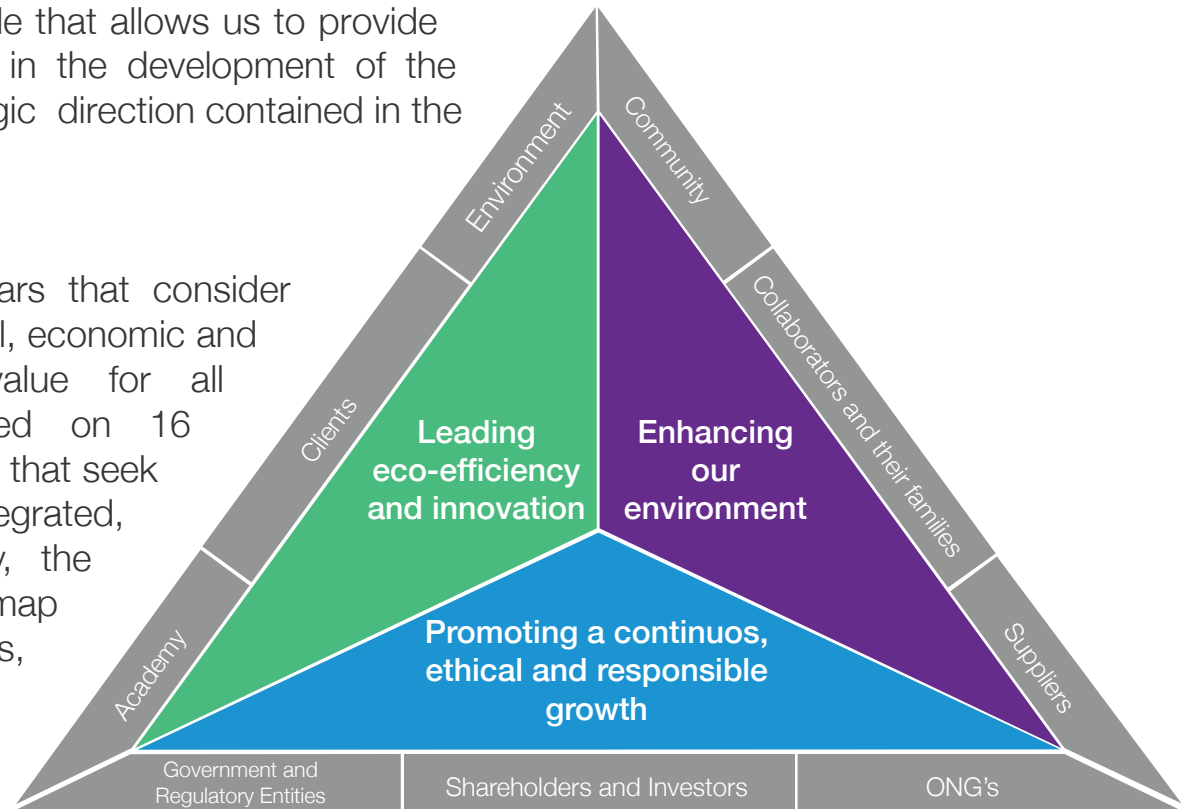 le that allows us to provide
in the development of the
gic direction contained in the
ars that consider
l, economic and
value for all
ed on 16
that seek
tegrated,
y, the
map
s,
Environment
Clients
Academy
Community
Collaborators and their families
Suppliers
Leading
eco-efficiency
and innovation
Enhancing
our
environment
Promoting a continuos,
ethical and responsible
growth
Government and
Regulatory Entities
Shareholders and Investors
ONG's